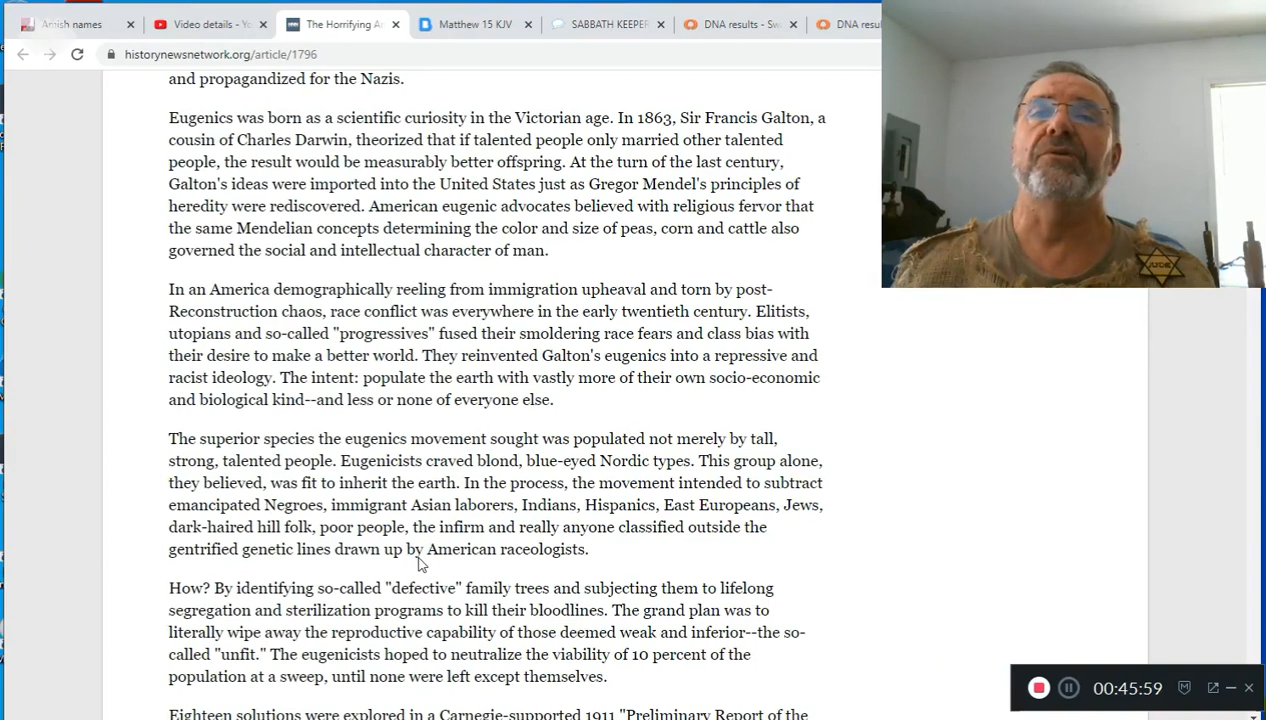 Amish names
Video details - Yo
The Horrifying An
Matthew 15 KJV
SABBATH KEEPER
DNA results - Sw
DNA resul
historynewsnetwork.org/article/1796
and propagandized for the Nazis.
Eugenics was born as a scientific curiosity in the Victorian age. In 1863, Sir Francis Galton, a
cousin of Charles Darwin, theorized that if talented people only married other talented
people, the result would be measurably better offspring. At the turn of the last century,
Galton's ideas were imported into the United States just as Gregor Mendel's principles of
heredity were rediscovered. American eugenic advocates believed with religious fervor that
the same Mendelian concepts determining the color and size of peas, corn and cattle also
governed the social and intellectual character of man.
In an America demographically reeling from immigration upheaval and torn by post-
Reconstruction chaos, race conflict was everywhere in the early twentieth century. Elitists,
utopians and so-called "progressives" fused their smoldering race fears and class bias with
their desire to make a better world. They reinvented Galton's eugenics into a repressive and
racist ideology. The intent: populate the earth with vastly more of their own socio-economic
and biological kind--and less or none of everyone else.
The superior species the eugenics movement sought was populated not merely by tall,
strong, talented people. Eugenicists craved blond, blue-eyed Nordic types. This group alone,
they believed, was fit to inherit the earth. In the process, the movement intended to subtract
emancipated Negroes, immigrant Asian laborers, Indians, Hispanics, East Europeans, Jews,
dark-haired hill folk, poor people, the infirm and really anyone classified outside the
gentrified genetic lines drawn up by American raceologists.
How? By identifying so-called "defective" family trees and subjecting them to lifelong
segregation and sterilization programs to kill their bloodlines. The grand plan was to
literally wipe away the reproductive capability of those deemed weak and inferior--the so-
called "unfit." The eugenicists hoped to neutralize the viability of 10 percent of the
population at a sweep, until none were left except themselves.
Eighteen solutions were explored in a Carnegie-supported 1911 "Preliminary Report of the
JUDE
00:45:59